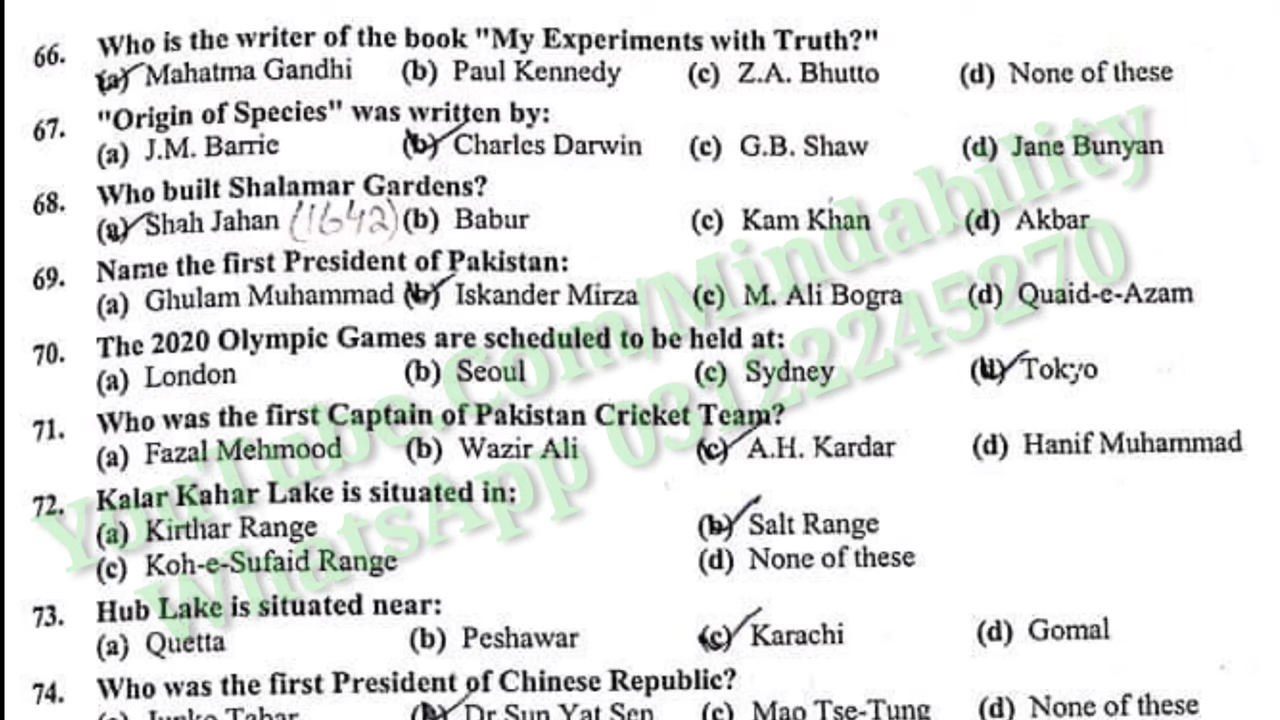 66. Who is the writer of the book "My Experiments with Truth?"
(a) Mahatma Gandhi (b) Paul Kennedy (c) Z.A. Bhutto (d) None of these
67. "Origin of Species" was written by:
(a) J.M. Barrie (b) Charles Darwin (c) G.B. Shaw (d) Jane Bunyan
68. Who built Shalamar Gardens?
(a) Shah Jahan (1642) (b) Babur (c) Kam Khan (d) Akbar
69. Name the first President of Pakistan:
(a) Ghulam Muhammad (b) Iskander Mirza (c) M. Ali Bogra (d) Quaid-e-Azam
70. The 2020 Olympic Games are scheduled to be held at:
(a) London (b) Seoul (c) Sydney (d) Tokyo
71. Who was the first Captain of Pakistan Cricket Team?
(a) Fazal Mehmood (b) Wazir Ali (c) A.H. Kardar (d) Hanif Muhammad
72. Kalar Kahar Lake is situated in:
(a) Kirthar Range (b) Salt Range
(c) Koh-e-Sufaid Range (d) None of these
73. Hub Lake is situated near:
(a) Quetta (b) Peshawar (c) Karachi (d) Gomal
74. Who was the first President of Chinese Republic?
(a) Junko Tabar (b) Dr Sun Yat Sen (c) Mao Tse-Tung (d) None of these
YouTube.Com/Mindability
WhatsApp 03122245270